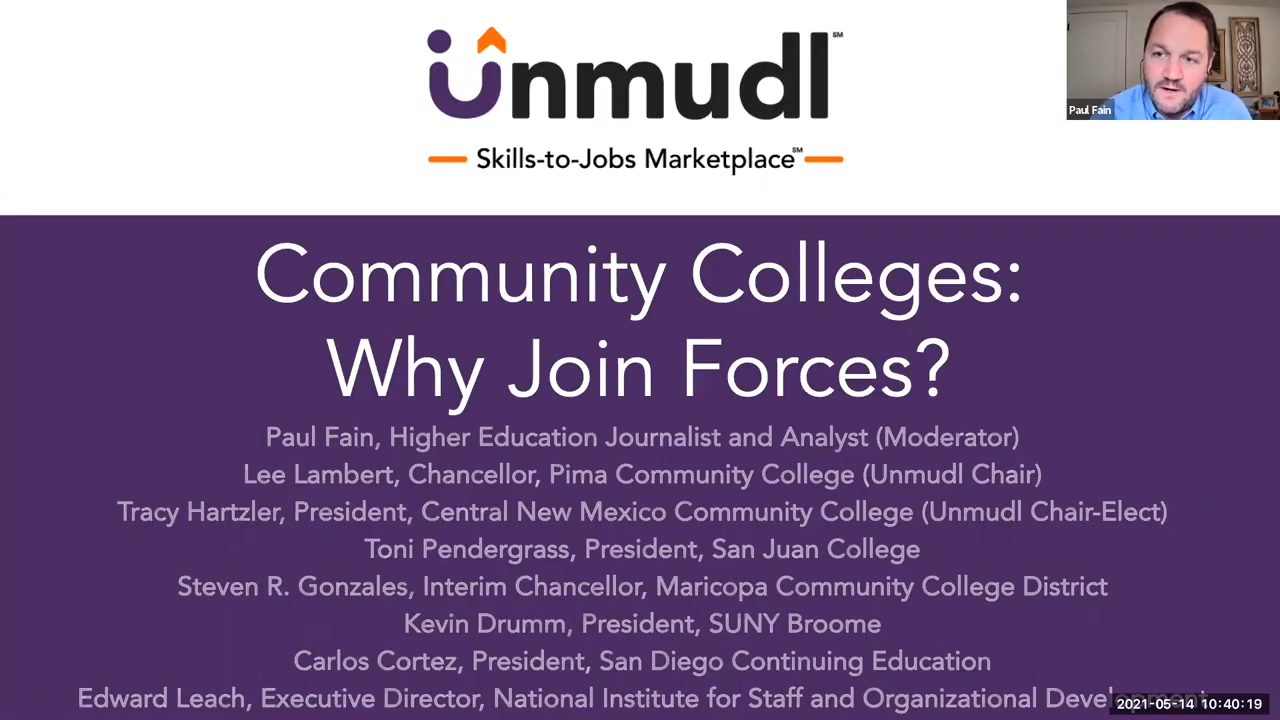 Unmudl℠
Skills-to-Jobs Marketplace℠
Paul Fain
Community Colleges:
Why Join Forces?
Paul Fain, Higher Education Journalist and Analyst (Moderator)
Lee Lambert, Chancellor, Pima Community College (Unmudl Chair)
Tracy Hartzler, President, Central New Mexico Community College (Unmudl Chair-Elect)
Toni Pendergrass, President, San Juan College
Steven R. Gonzales, Interim Chancellor, Maricopa Community College District
Kevin Drumm, President, SUNY Broome
Carlos Cortez, President, San Diego Continuing Education
Edward Leach, Executive Director, National Institute for Staff and Organizational Development
2021-05-14 10:40:19